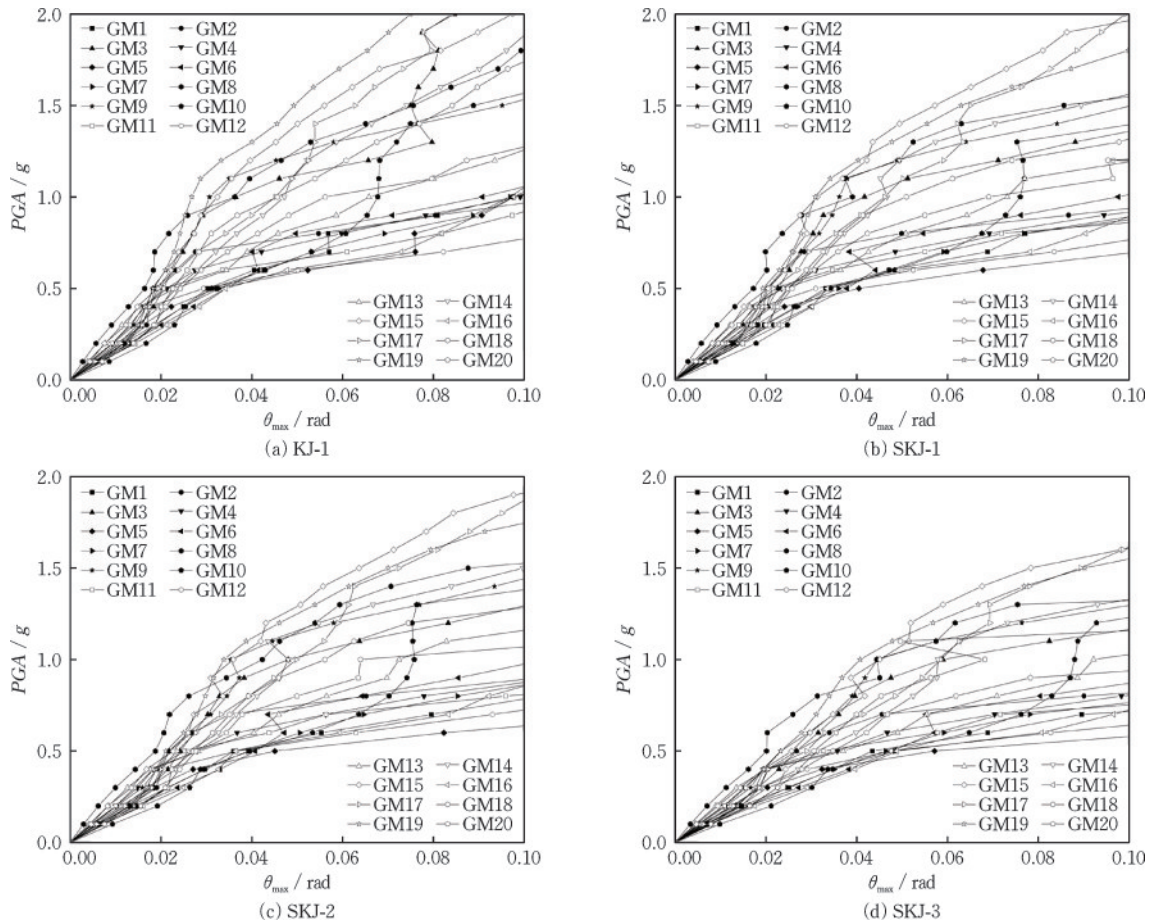 2.0
GM1 GM2
GM3 GM4
GM5 GM6
GM7 GM8
GM9 GM10
GM11 GM12
1.5
1.0
0.5
0.0
PGA / g
GM13 GM14
GM15 GM16
GM17 GM18
GM19 GM20
0.00 0.02 0.04 0.06 0.08 0.10
θmax / rad
(a) KJ-1
2.0
GM1 GM2
GM3 GM4
GM5 GM6
GM7 GM8
GM9 GM10
GM11 GM12
1.5
1.0
0.5
0.0
PGA / g
GM13 GM14
GM15 GM16
GM17 GM18
GM19 GM20
0.00 0.02 0.04 0.06 0.08 0.10
θmax / rad
(b) SKJ-1
2.0
GM1 GM2
GM3 GM4
GM5 GM6
GM7 GM8
GM9 GM10
GM11 GM12
1.5
1.0
0.5
0.0
PGA / g
GM13 GM14
GM15 GM16
GM17 GM18
GM19 GM20
0.00 0.02 0.04 0.06 0.08 0.10
θmax / rad
(c) SKJ-2
2.0
GM1 GM2
GM3 GM4
GM5 GM6
GM7 GM8
GM9 GM10
GM11 GM12
1.5
1.0
0.5
0.0
PGA / g
GM13 GM14
GM15 GM16
GM17 GM18
GM19 GM20
0.00 0.02 0.04 0.06 0.08 0.10
θmax / rad
(d) SKJ-3